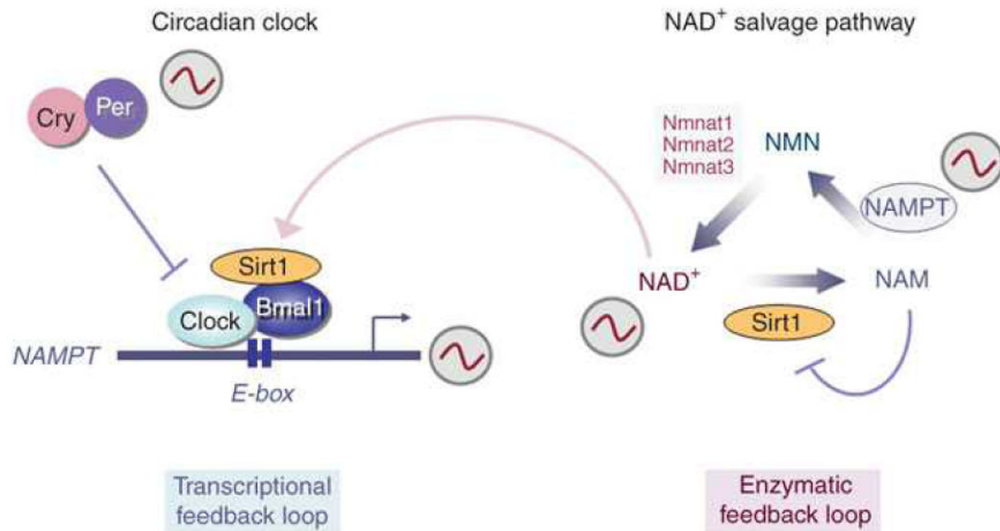 Circadian clock
NAD⁺ salvage pathway
Cry
Per
Nmnat1
Nmnat2
Nmnat3
NMN
NAMPT
Sirt1
NAD⁺
NAM
Clock
Bmal1
Sirt1
NAMPT
E-box
Transcriptional
feedback loop
Enzymatic
feedback loop